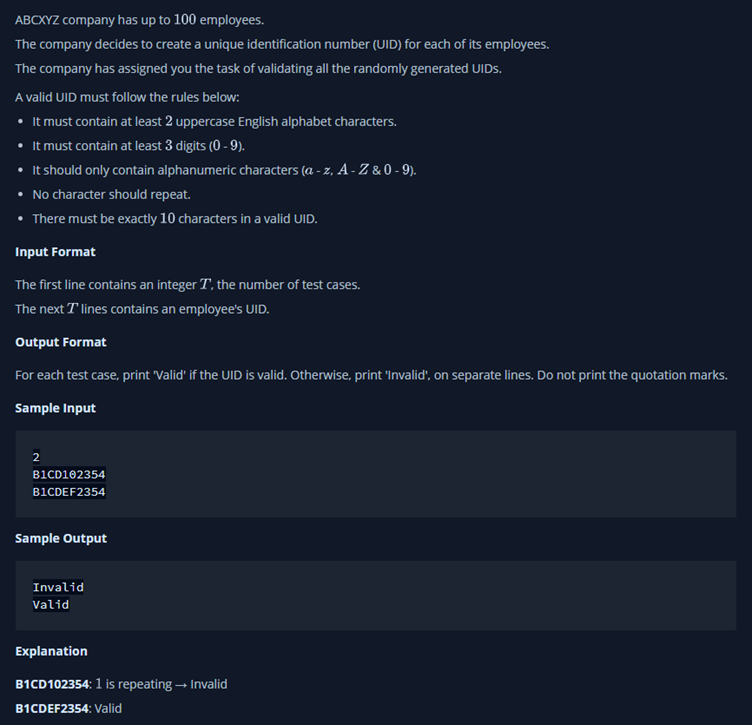 ABCXYZ company has up to 100 employees.
The company decides to create a unique identification number (UID) for each of its employees.
The company has assigned you the task of validating all the randomly generated UIDs.
A valid UID must follow the rules below:
• It must contain at least 2 uppercase English alphabet characters.
• It must contain at least 3 digits (0 - 9).
• It should only contain alphanumeric characters (a - z, A - Z & 0 - 9).
• No character should repeat.
• There must be exactly 10 characters in a valid UID.
Input Format
The first line contains an integer T, the number of test cases.
The next T lines contains an employee's UID.
Output Format
For each test case, print 'Valid' if the UID is valid. Otherwise, print 'Invalid', on separate lines. Do not print the quotation marks.
Sample Input
2
B1CD102354
B1CDEF2354
Sample Output
Invalid
Valid
Explanation
B1CD102354: 1 is repeating → Invalid
B1CDEF2354: Valid